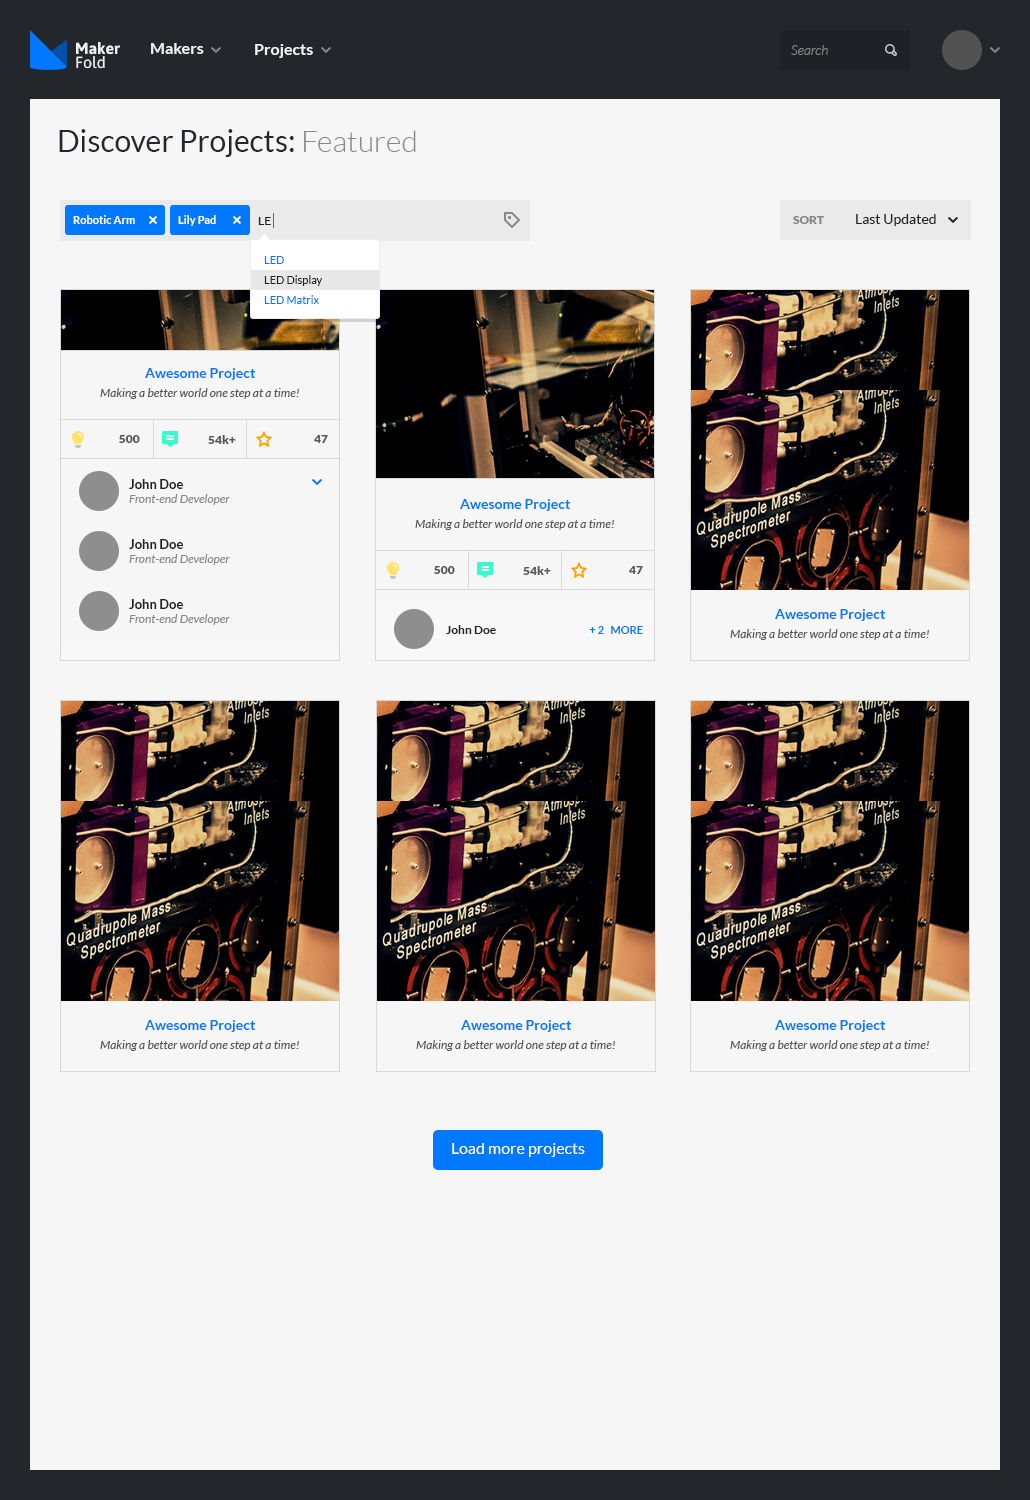 Maker
Fold
Makers
Projects
Search
Discover Projects: Featured
Robotic Arm
Lily Pad
LE
SORT
Last Updated
LED
LED Display
LED Matrix
Awesome Project
Making a better world one step at a time!
500
54k+
47
John Doe
Front-end Developer
John Doe
Front-end Developer
John Doe
Front-end Developer
Awesome Project
Making a better world one step at a time!
500
54k+
47
John Doe
+ 2 MORE
Inlets
Inlets
Quadrupole Mass
Spectrometer
Awesome Project
Making a better world one step at a time!
Inlets
Inlets
Quadrupole Mass
Spectrometer
Awesome Project
Making a better world one step at a time!
Inlets
Inlets
Quadrupole Mass
Spectrometer
Awesome Project
Making a better world one step at a time!
Inlets
Inlets
Quadrupole Mass
Spectrometer
Awesome Project
Making a better world one step at a time!
Load more projects